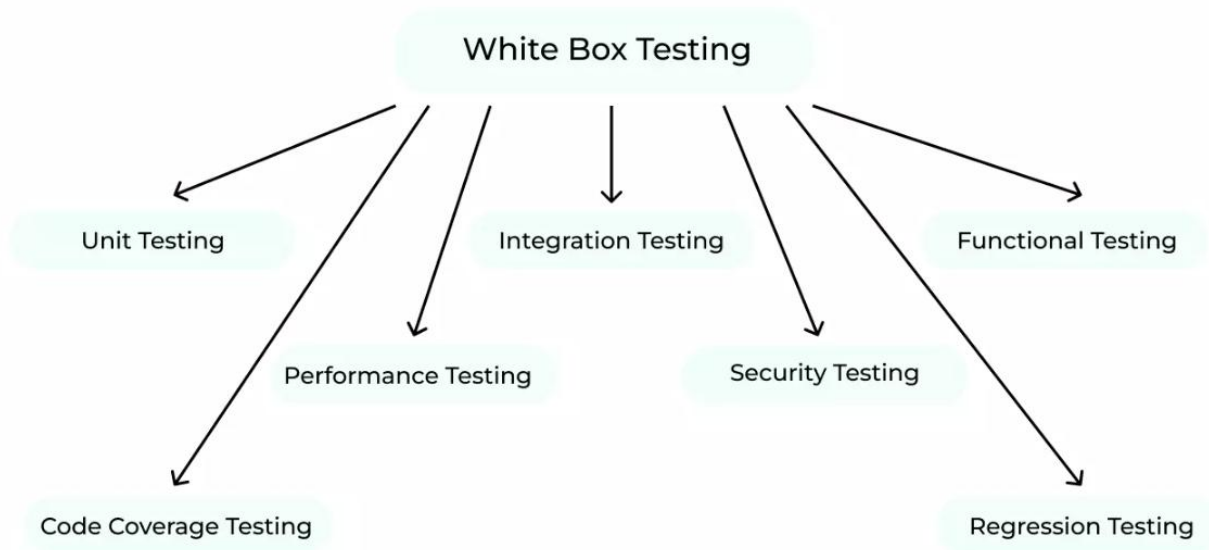 White Box Testing
Unit Testing
Integration Testing
Functional Testing
Performance Testing
Security Testing
Code Coverage Testing
Regression Testing